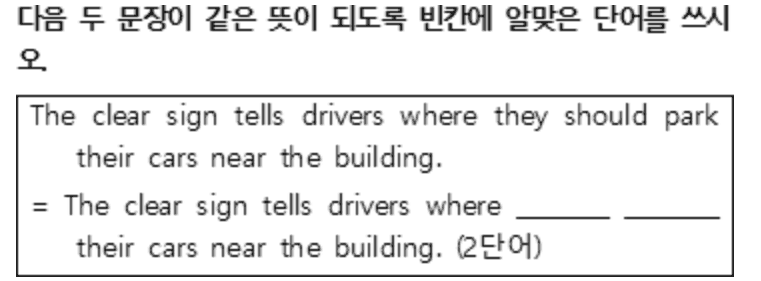 다음 두 문장이 같은 뜻이 되도록 빈칸에 알맞은 단어를 쓰시
오.
The clear sign tells drivers where they should park
their cars near the building.
= The clear sign tells drivers where ______ ______
their cars near the building. (2단어)